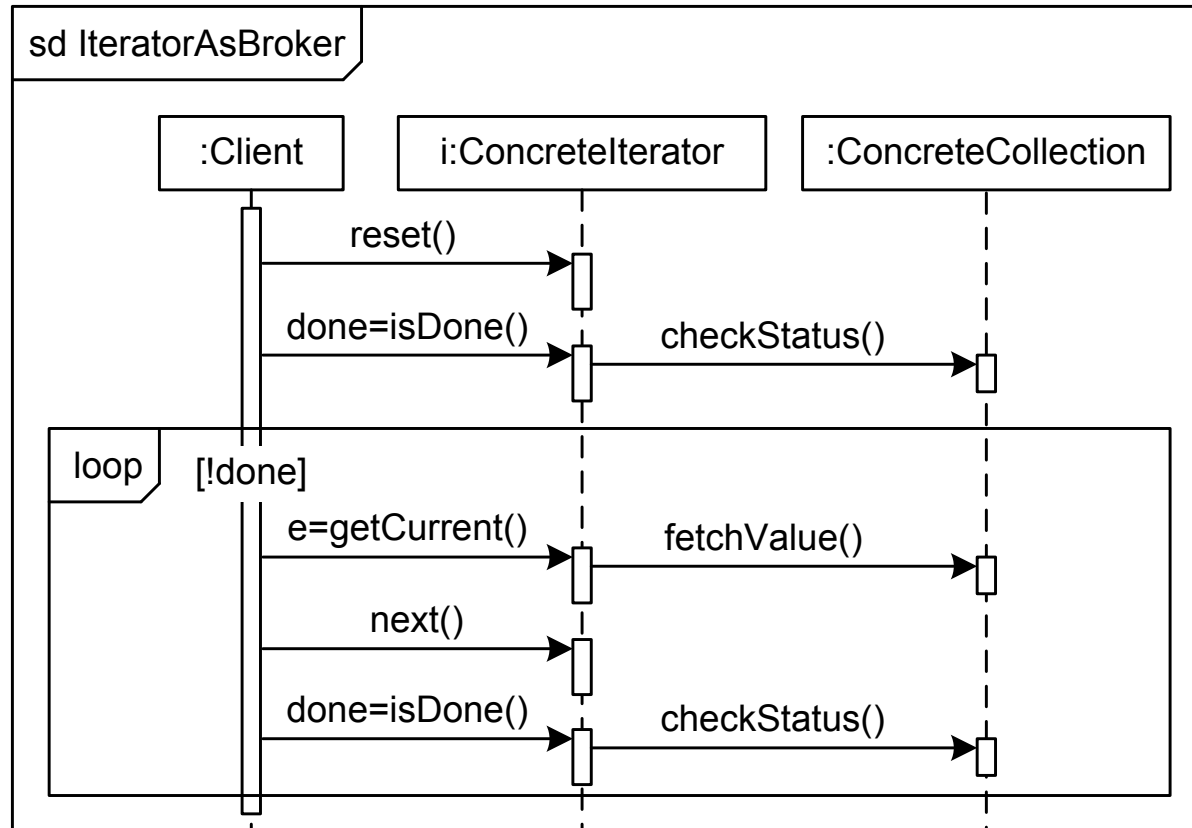 sd IteratorAsBroker
:Client
i:ConcreteIterator
:ConcreteCollection
reset()
done=isDone()
checkStatus()
loop
[!done]
e=getCurrent()
fetchValue()
next()
done=isDone()
checkStatus()